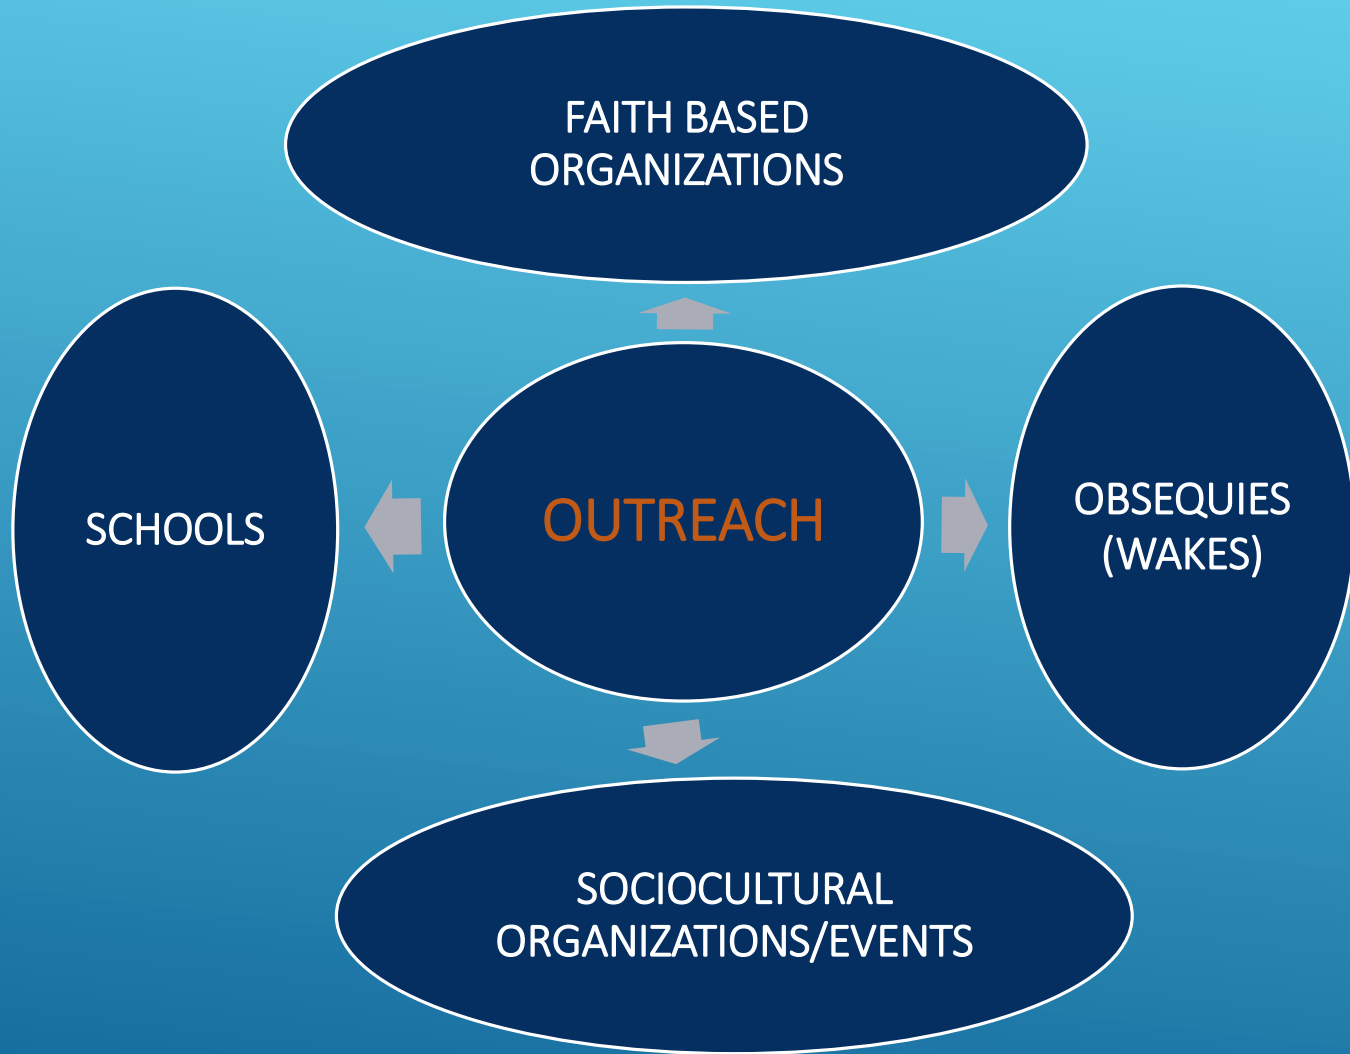 FAITH BASED
ORGANIZATIONS
SCHOOLS
OUTREACH
OBSEQUIES
(WAKES)
SOCIOCULTURAL
ORGANIZATIONS/EVENTS